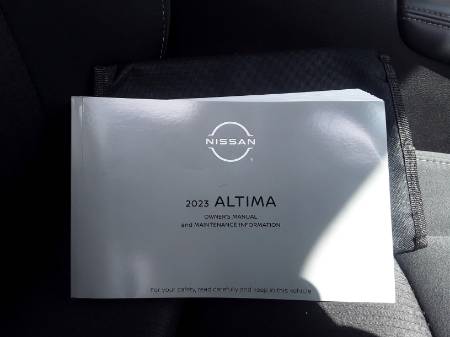 NISSAN
2023 ALTIMA
OWNER'S MANUAL
and MAINTENANCE INFORMATION
For your safety, read carefully and keep in this vehicle